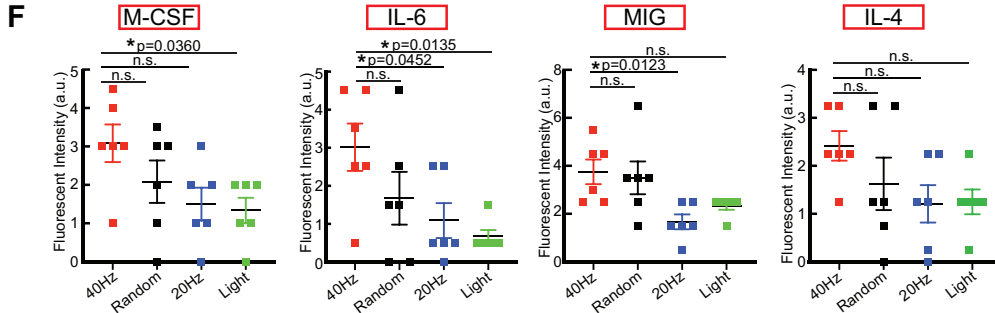 F
M-CSF
*p=0.0360
n.s.
n.s.
Fluorescent Intensity (a.u.)
5
4
3
2
1
0
40Hz
Random
20Hz
Light
IL-6
*p=0.0135
*p=0.0452
n.s.
Fluorescent Intensity (a.u.)
5
4
3
2
1
0
40Hz
Random
20Hz
Light
MIG
n.s.
*p=0.0123
n.s.
Fluorescent Intensity (a.u.)
8
6
4
2
0
40Hz
Random
20Hz
Light
IL-4
n.s.
n.s.
n.s.
Fluorescent Intensity (a.u.)
4
3
2
1
0
40Hz
Random
20Hz
Light